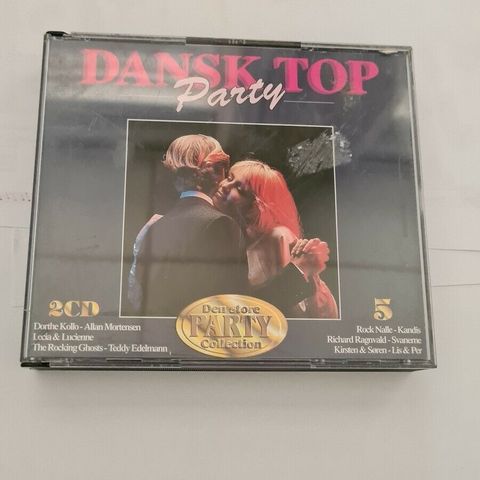 DANSK TOP
Party
2CD
Dorthe Kollo - Allan Mortensen
Lecia & Lucienne
The Rocking Ghosts - Teddy Edelmann
Den store
PARTY
Collection
5
Rock Nalle - Kandis
Richard Ragnvald - Svanerne
Kirsten & Søren - Lis & Per